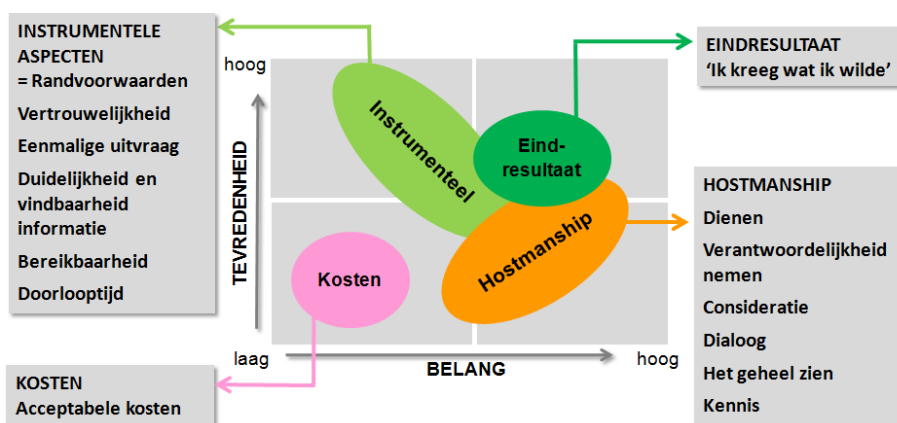 INSTRUMENTELE
ASPECTEN
= Randvoorwaarden
Vertrouwelijkheid
Eenmalige uitvraag
Duidelijkheid en
vindbaarheid
informatie
Bereikbaarheid
Doorlooptijd
KOSTEN
Acceptabele kosten
hoog
TEVREDENHEID
laag
BELANG
hoog
Instrumenteel
Eind-
resultaat
Hostmanship
Kosten
EINDRESULTAAT
‘Ik kreeg wat ik wilde’
HOSTMANSHIP
Dienen
Verantwoordelijkheid
nemen
Consideratie
Dialoog
Het geheel zien
Kennis